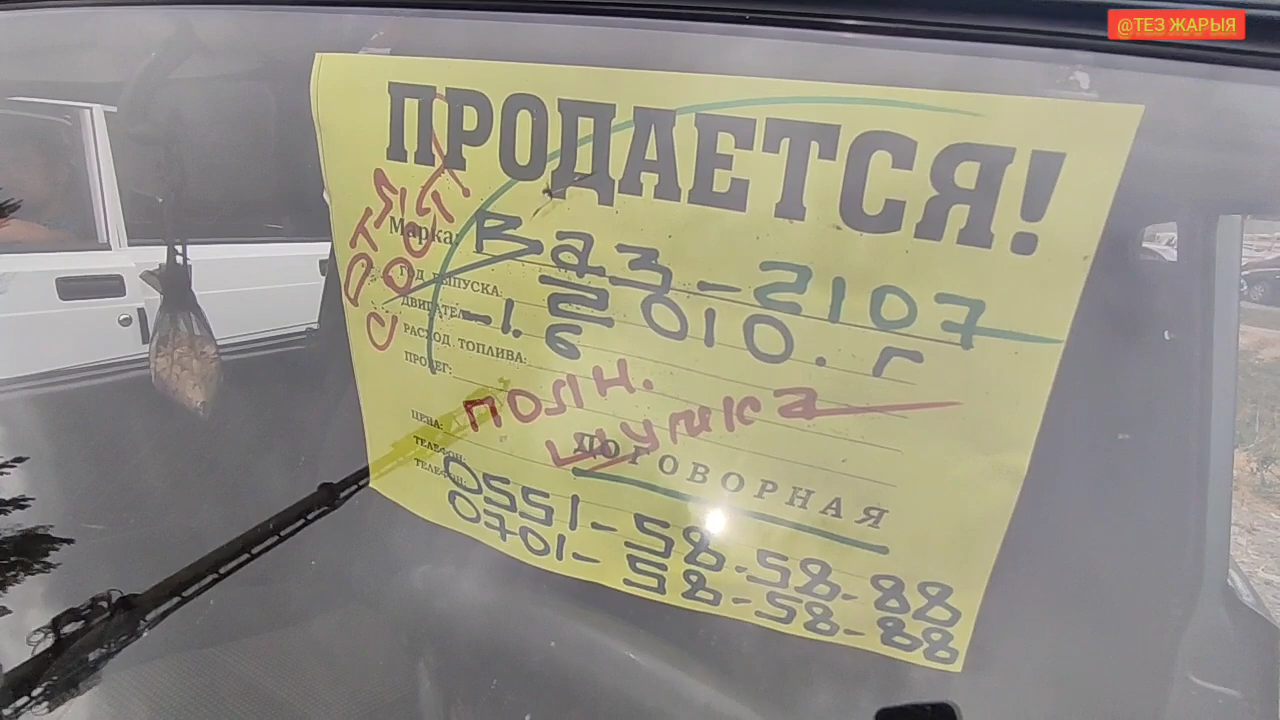 @ТЕЗ ЖАРЫЯ
ПРОДАЕТСЯ!
Марка: Ваз-2107
ГОД ВЫПУСКА: 2010.г
ДВИГАТЕЛ -1.6
РАСХОД ТОПЛИВА:
ПРОБЕГ: полн.
шумка
ЦЕНА: ДОГОВОРНАЯ
ТЕЛЕФОН: 0551-58-58-88
ТЕЛЕФОН: 0701-58-58-88